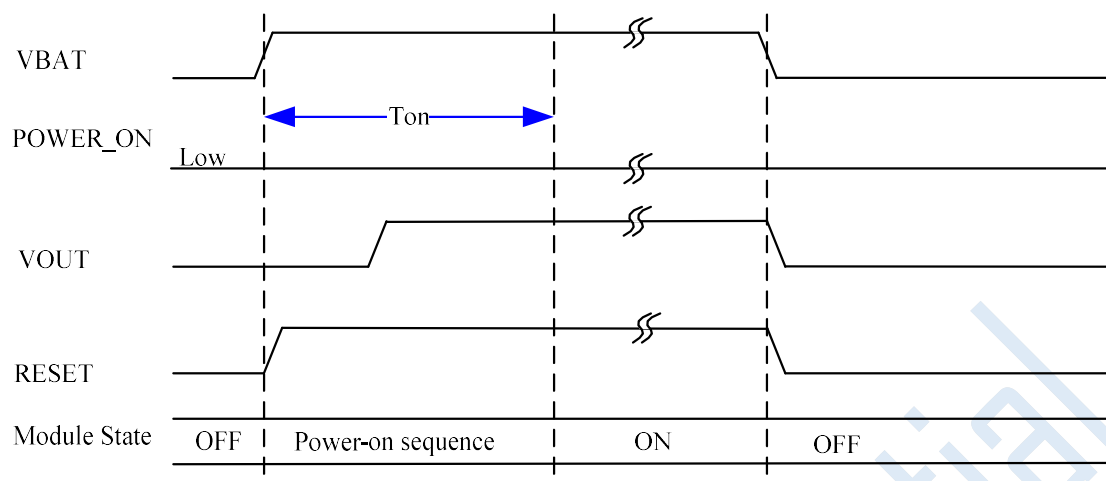 VBAT
Ton
POWER_ON
Low
VOUT
RESET
Module State OFF Power-on sequence ON OFF